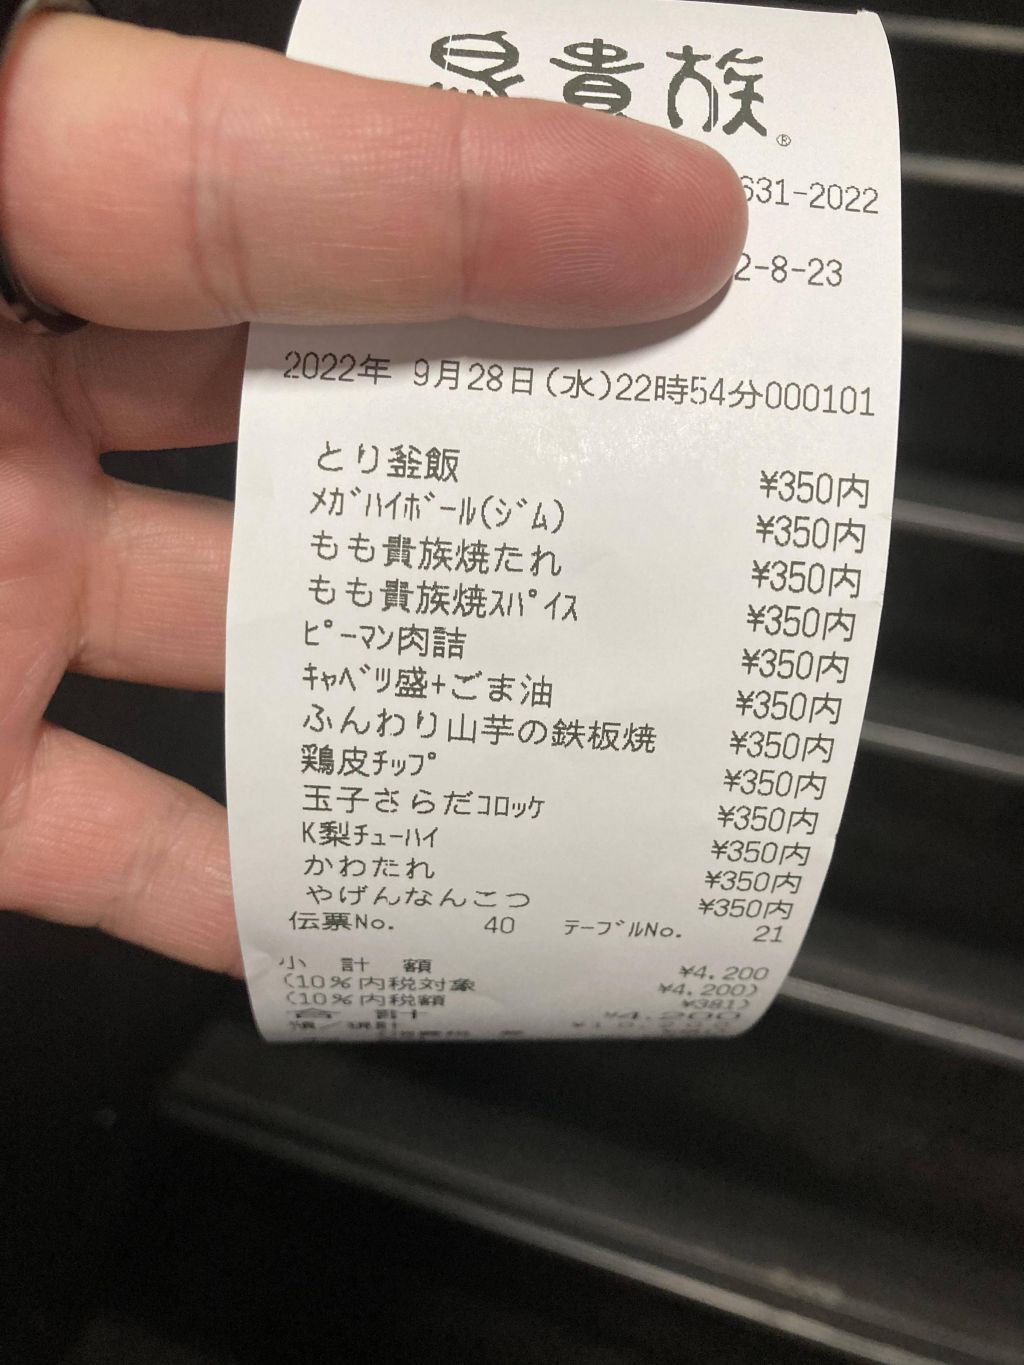 貴族®
631-2022
2-8-23
2022年 9月28日(水)22時54分000101
とり釜飯 ¥350内
メガハイボール(ジム) ¥350内
もも貴族焼たれ ¥350内
もも貴族焼スパイス ¥350内
ピーマン肉詰 ¥350内
キャベツ盛+ごま油 ¥350内
ふんわり山芋の鉄板焼 ¥350内
鶏皮チップ ¥350内
玉子さらだコロッケ ¥350内
K梨チューハイ ¥350内
かわたれ ¥350内
やげんなんこつ ¥350内
伝票No. 40 テーブルNo. 21
小計額 ¥4,200
(10%内税対象 ¥4,200)
(10%内税額 ¥381)
合計 ¥4,200